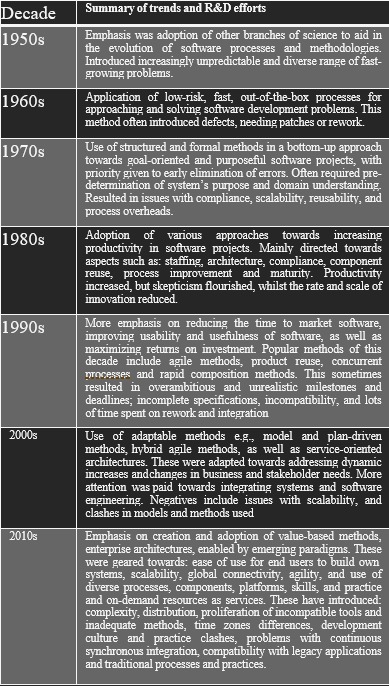 Decade Summary of trends and R&D efforts
1950s Emphasis was adoption of other branches of science to aid in
the evolution of software processes and methodologies.
Introduced increasingly unpredictable and diverse range of fast-
growing problems.
1960s Application of low-risk, fast, out-of-the-box processes for
approaching and solving software development problems. This
method often introduced defects, needing patches or rework.
1970s Use of structured and formal methods in a bottom-up approach
towards goal-oriented and purposeful software projects, with
priority given to early elimination of errors. Often required pre-
determination of system's purpose and domain understanding.
Resulted in issues with compliance, scalability, reusability, and
process overheads.
1980s Adoption of various approaches towards increasing
productivity in software projects. Mainly directed towards
aspects such as: staffing, architecture, compliance, component
reuse, process improvement and maturity. Productivity
increased, but skepticism flourished, whilst the rate and scale of
innovation reduced.
1990s More emphasis on reducing the time to market software,
improving usability and usefulness of software, as well as
maximizing returns on investment. Popular methods of this
decade include agile methods, product reuse, concurrent
processes and rapid composition methods. This sometimes
resulted in overambitious and unrealistic milestones and
deadlines; incomplete specifications, incompatibility, and lots
of time spent on rework and integration
2000s Use of adaptable methods e.g., model and plan-driven
methods, hybrid agile methods, as well as service-oriented
architectures. These were adapted towards addressing dynamic
increases andchanges in business and stakeholder needs. More
attention was paid towards integrating systems and software
engineering. Negatives include issues with scalability, and
clashes in models and methods used
2010s Emphasis on creation and adoption of value-based methods,
enterprise architectures, enabled by emerging paradigms. These
were geared towards: ease of use for end users to build own
systems, scalability, global connectivity, agility, and use of
diverse processes, components, platforms, skills, and practice
and on-demand resources as services. These have introduced:
complexity, distribution, proliferation of incompatible tools and
inadequate methods, time zones differences, development
culture and practice clashes, problems with continuous
synchronous integration, compatibility with legacy applications
and traditional processes and practices.